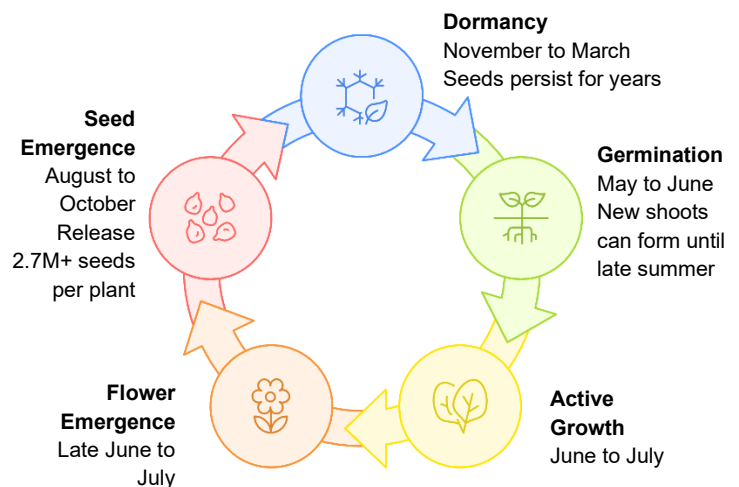 Dormancy
November to March
Seeds persist for years
Germination
May to June
New shoots
can form until
late summer
Active
Growth
June to July
Flower
Emergence
Late June to
July
Seed
Emergence
August to
October
Release
2.7M+ seeds
per plant